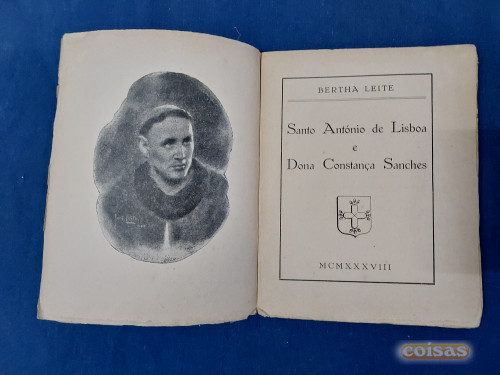 BERTHA LEITE
Santo António de Lisboa
e
Dona Constança Sanches
MCMXXXVIII
coisas